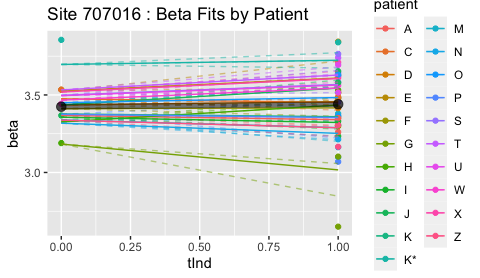 Site 707016 : Beta Fits by Patient
patient
A
C
D
E
F
G
H
I
J
K
K*
M
N
O
P
S
T
U
W
X
Z
3.5
3.0
beta
0.00
0.25
0.50
0.75
1.00
tInd